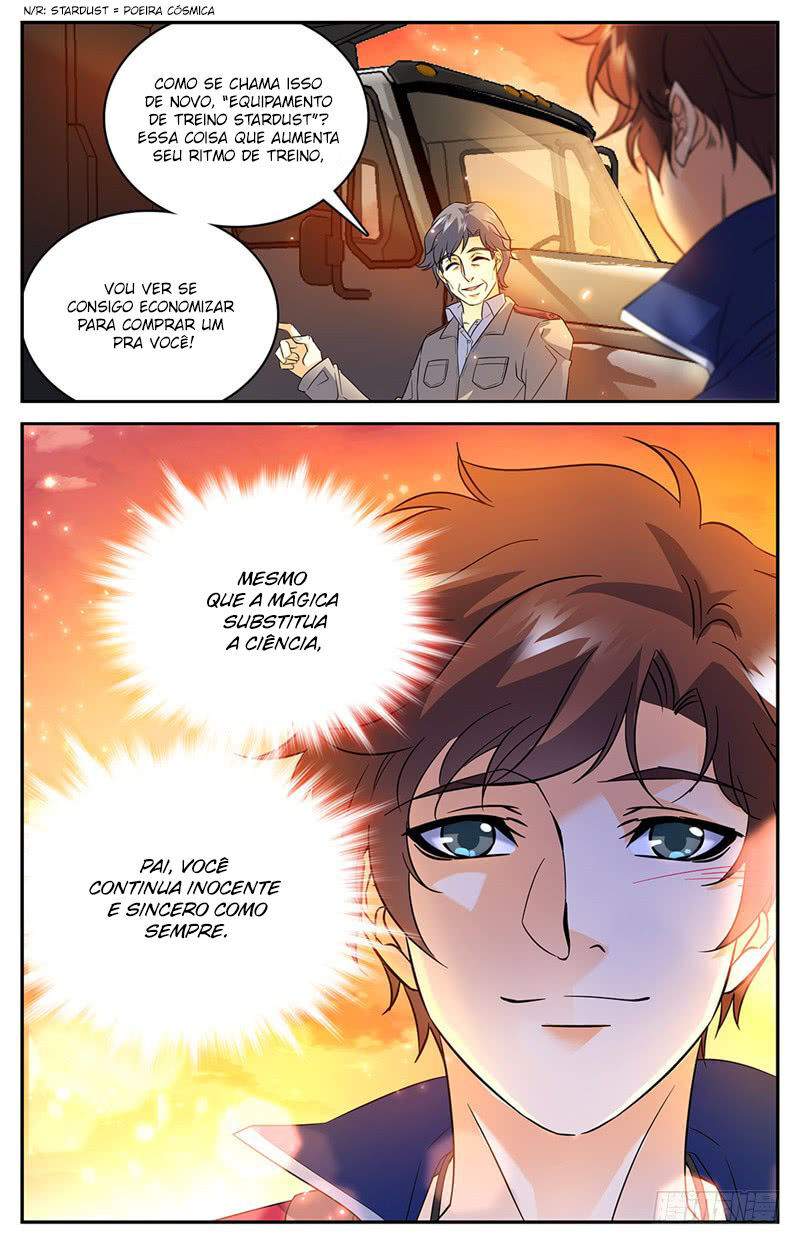 N/R: STARDUST = POEIRA CÓSMICA
COMO SE CHAMA ISSO
DE NOVO, "EQUIPAMENTO
DE TREINO STARDUST"?
ESSA COISA QUE AUMENTA
SEU RITMO DE TREINO,
VOU VER SE
CONSIGO ECONOMIZAR
PARA COMPRAR UM
PRA VOCÊ!
MESMO
QUE A MÁGICA
SUBSTITUA
A CIÊNCIA,
PAI, VOCÊ
CONTINUA INOCENTE
E SINCERO COMO
SEMPRE.